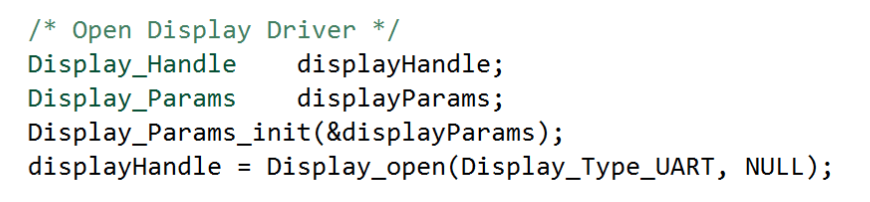 /* Open Display Driver */
Display_Handle    displayHandle;
Display_Params    displayParams;
Display_Params_init(&displayParams);
displayHandle = Display_open(Display_Type_UART, NULL);